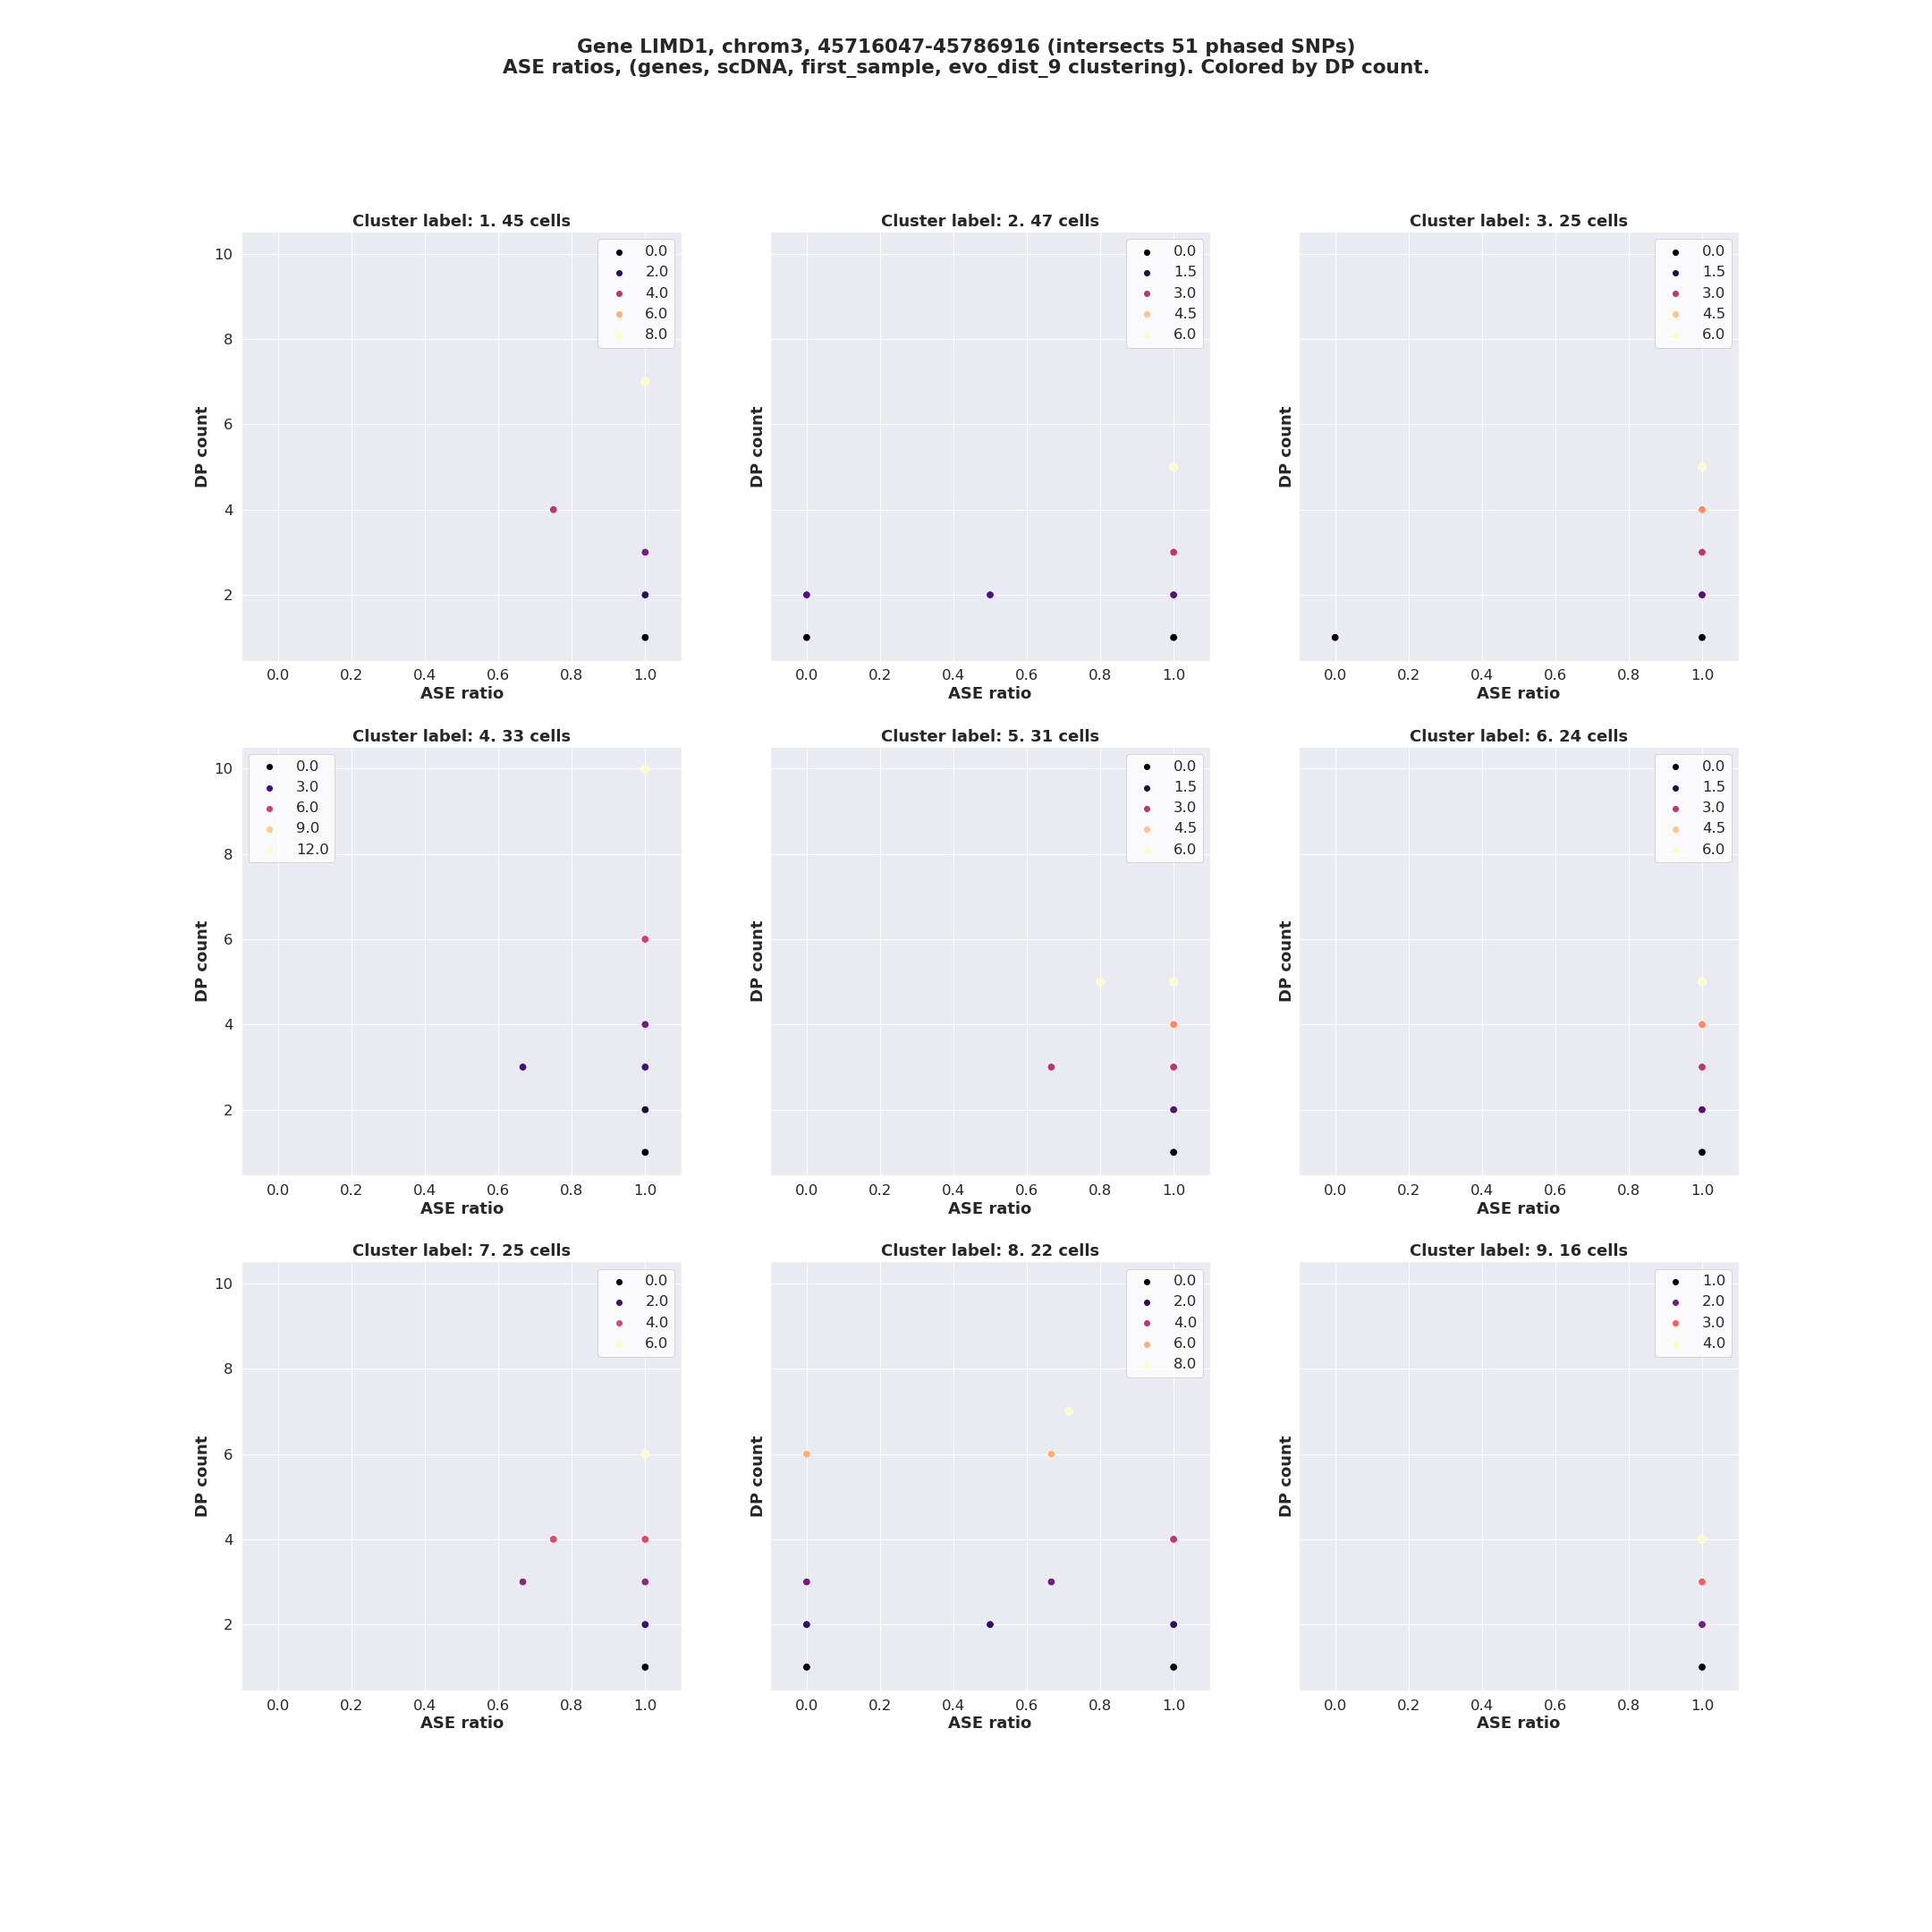 Gene LIMD1, chrom3, 45716047-45786916 (intersects 51 phased SNPs)
ASE ratios, (genes, scDNA, first_sample, evo_dist_9 clustering). Colored by DP count.
Cluster label: 1. 45 cells
10
8
6
4
2
DP count
0.0
2.0
4.0
6.0
8.0
0.0 0.2 0.4 0.6 0.8 1.0
ASE ratio
Cluster label: 2. 47 cells
DP count
0.0
1.5
3.0
4.5
6.0
0.0 0.2 0.4 0.6 0.8 1.0
ASE ratio
Cluster label: 3. 25 cells
DP count
0.0
1.5
3.0
4.5
6.0
0.0 0.2 0.4 0.6 0.8 1.0
ASE ratio
Cluster label: 4. 33 cells
10
8
6
4
2
DP count
0.0
3.0
6.0
9.0
12.0
0.0 0.2 0.4 0.6 0.8 1.0
ASE ratio
Cluster label: 5. 31 cells
DP count
0.0
1.5
3.0
4.5
6.0
0.0 0.2 0.4 0.6 0.8 1.0
ASE ratio
Cluster label: 6. 24 cells
DP count
0.0
1.5
3.0
4.5
6.0
0.0 0.2 0.4 0.6 0.8 1.0
ASE ratio
Cluster label: 7. 25 cells
10
8
6
4
2
DP count
0.0
2.0
4.0
6.0
0.0 0.2 0.4 0.6 0.8 1.0
ASE ratio
Cluster label: 8. 22 cells
DP count
0.0
2.0
4.0
6.0
8.0
0.0 0.2 0.4 0.6 0.8 1.0
ASE ratio
Cluster label: 9. 16 cells
DP count
1.0
2.0
3.0
4.0
0.0 0.2 0.4 0.6 0.8 1.0
ASE ratio